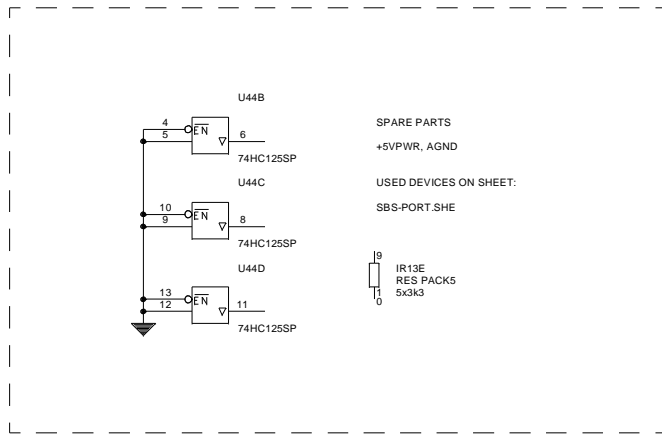 U44B
4
EN
5
6
74HC125SP
U44C
10
EN
9
8
74HC125SP
U44D
13
EN
12
11
74HC125SP
SPARE PARTS
+5VPWR, AGND
USED DEVICES ON SHEET:
SBS-PORT.SHE
9
IR13E
RES PACK5
5x3k3
1
0